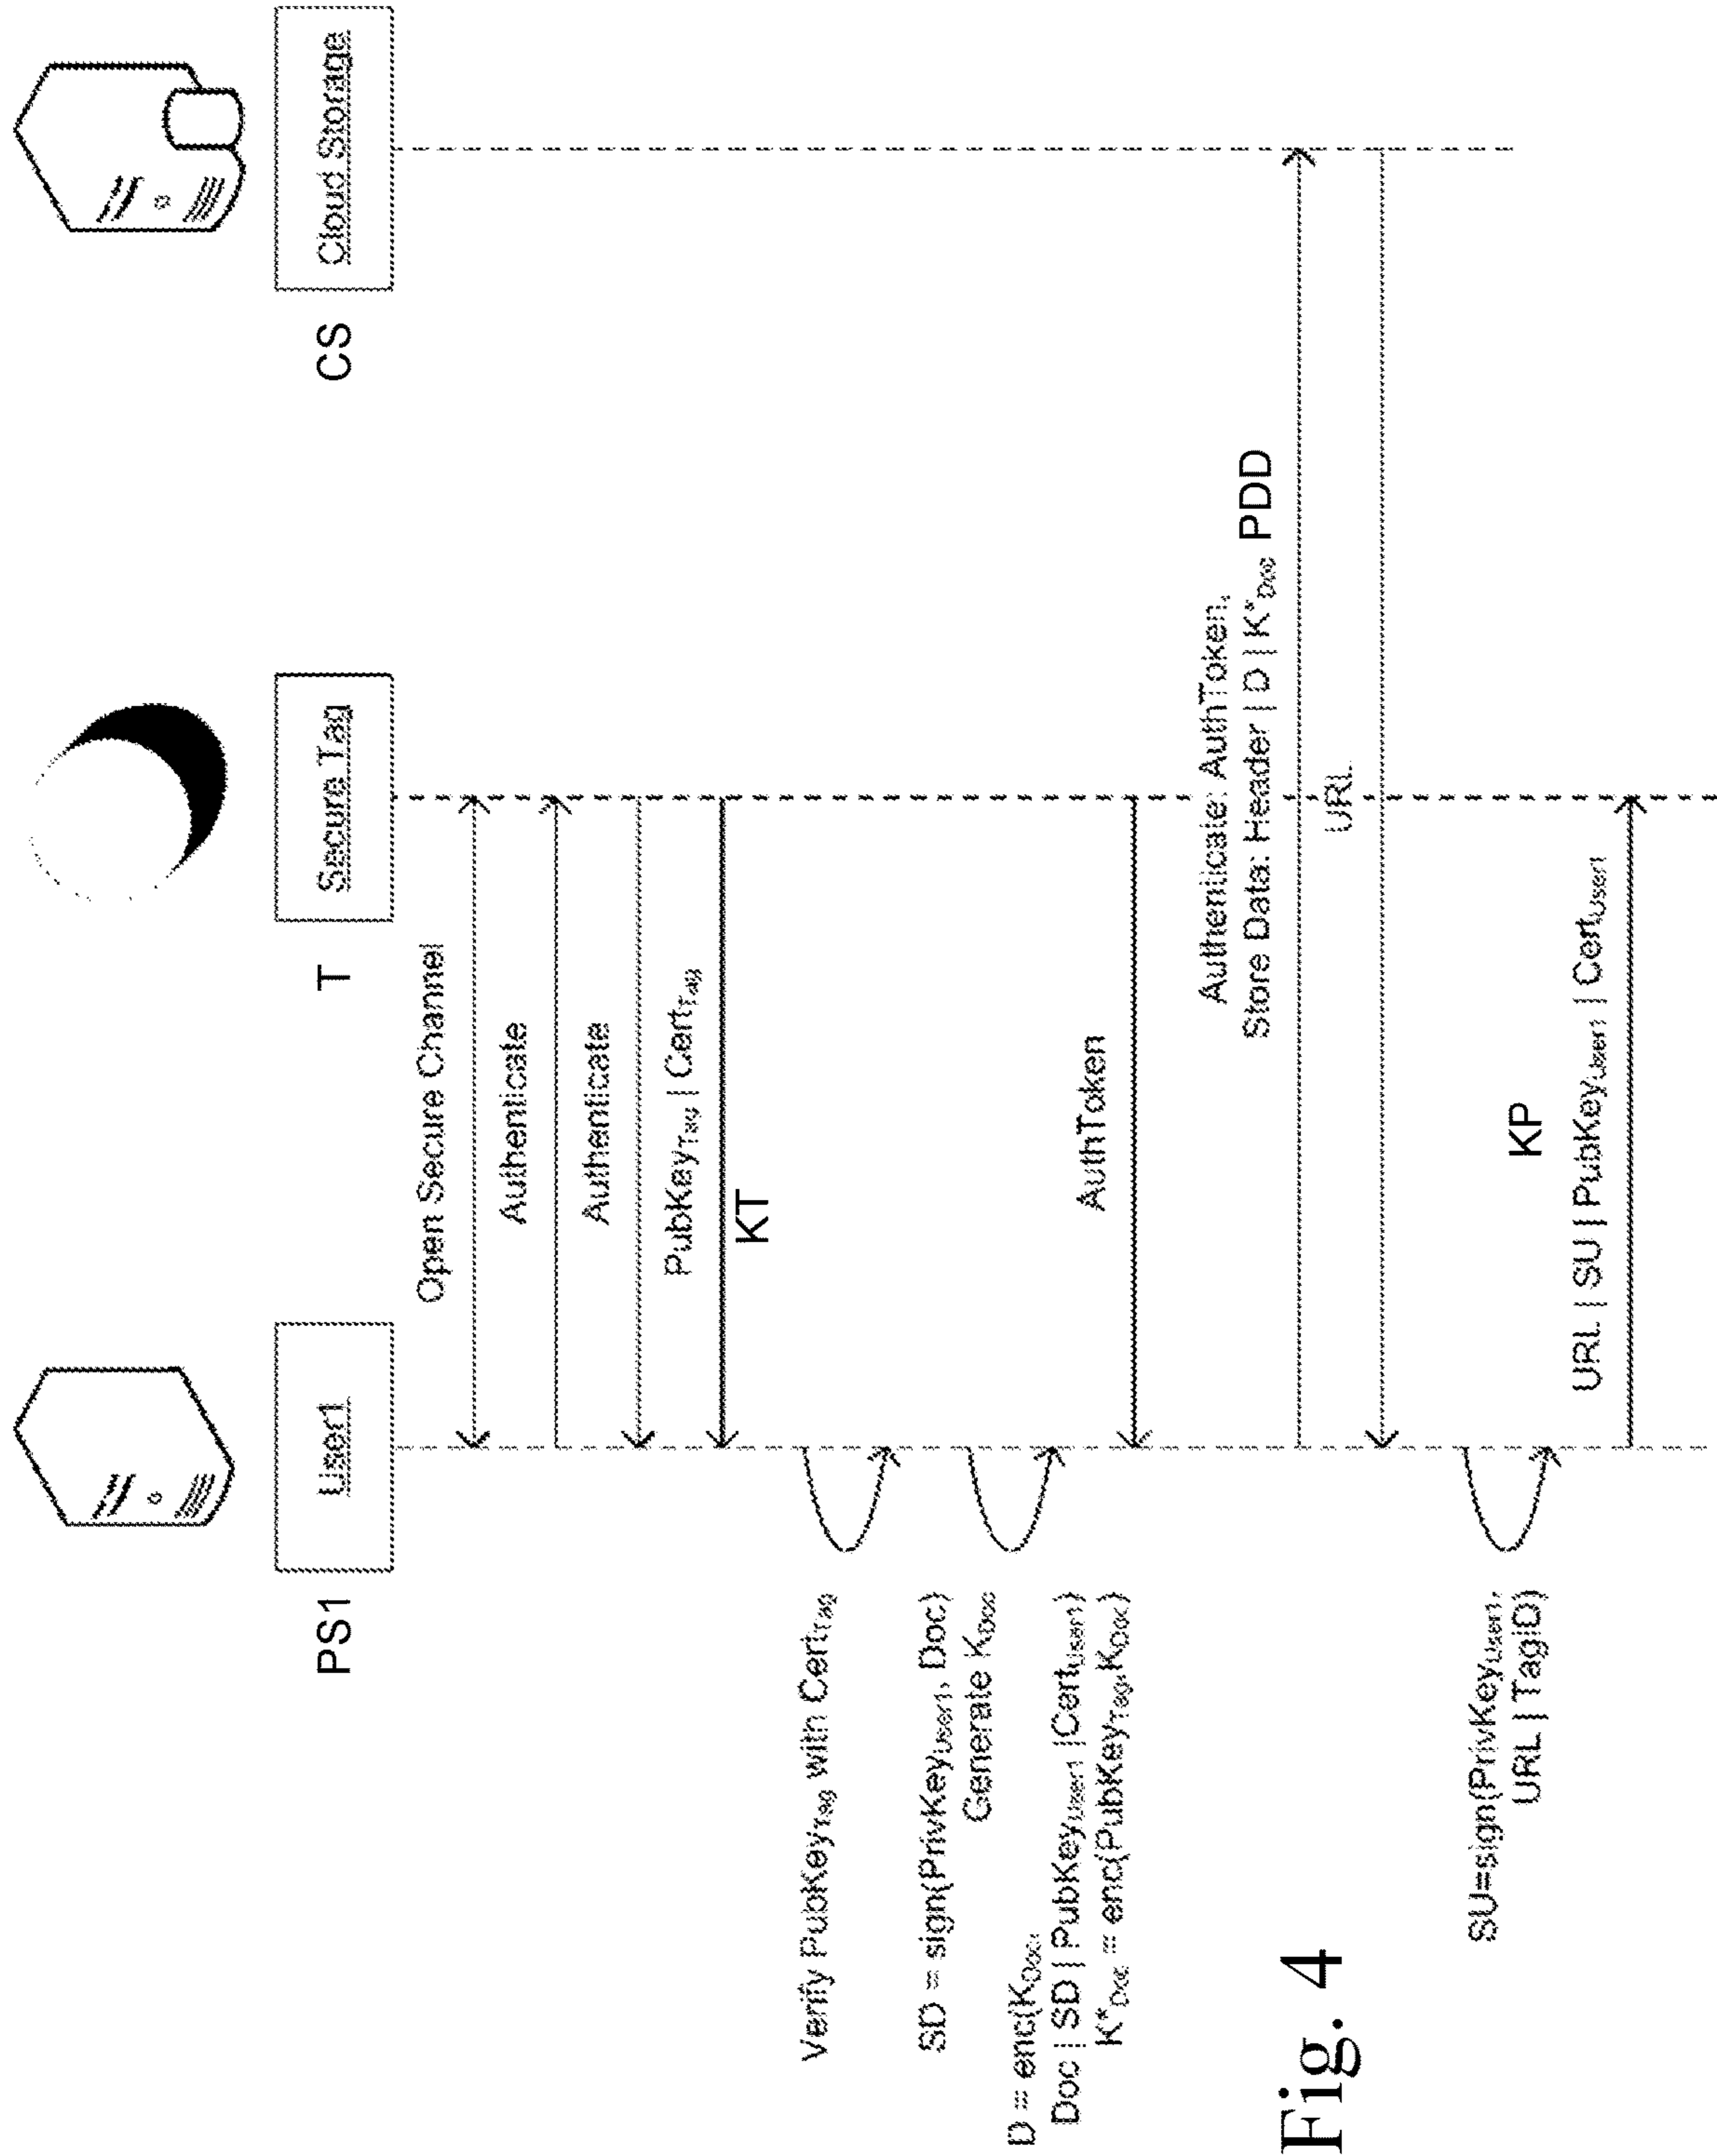 PS1
User1
T
Secure Tag
CS
Cloud Storage
Open Secure Channel
Authenticate
Authenticate
PubKeyTag | CertTag
KT
Verify PubKeyTag with CertTag
SD = sign(PrivKeyUser1, Doc)
Generate KDoc
D = enc(KDoc,
Doc | SD | PubKeyUser1 |CertUser1)
K*Doc = enc(PubKeyTag,KDoc)
AuthToken
Authenticate: AuthToken,
Store Data: Header | D | K*Doc PDD
URL
SU=sign(PrivKeyUser1,
URL | TagID)
KP
URL | SU | PubKeyUser1 | CertUser1
Fig. 4